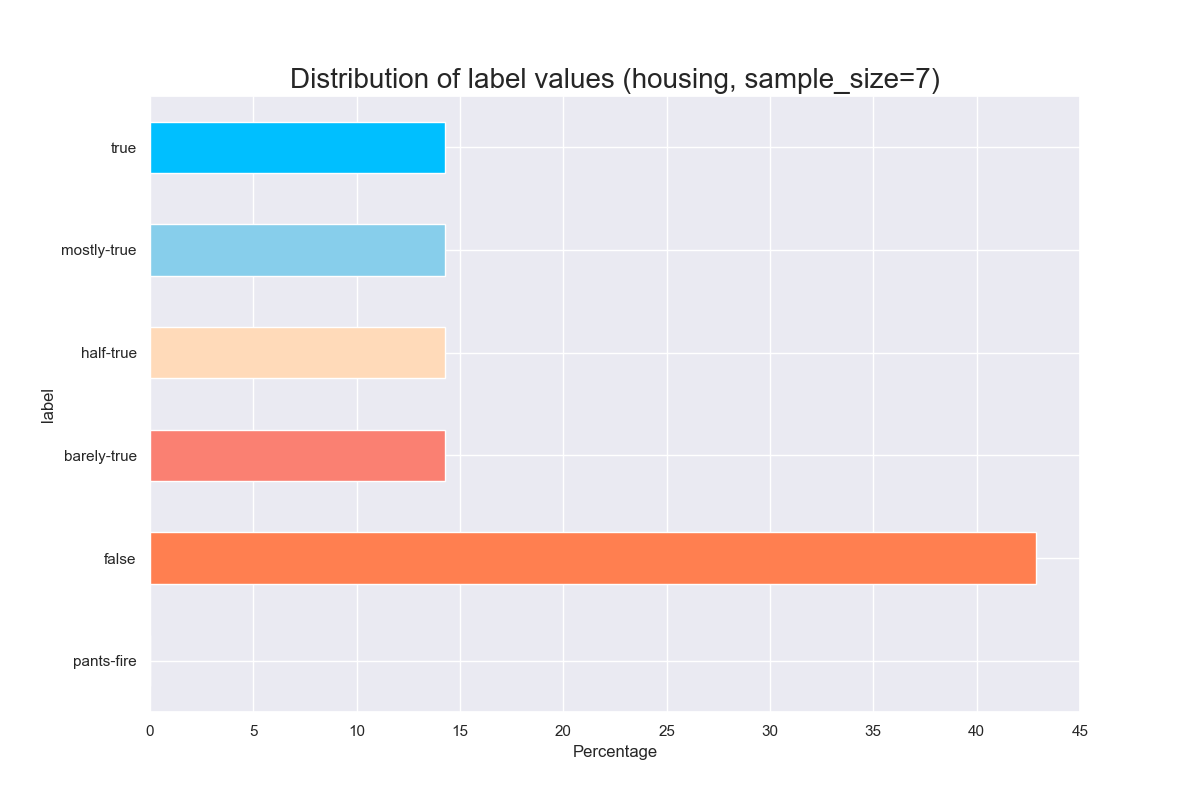 Distribution of label values (housing, sample_size=7)
true
mostly-true
half-true
barely-true
false
pants-fire
label
0 5 10 15 20 25 30 35 40 45
Percentage